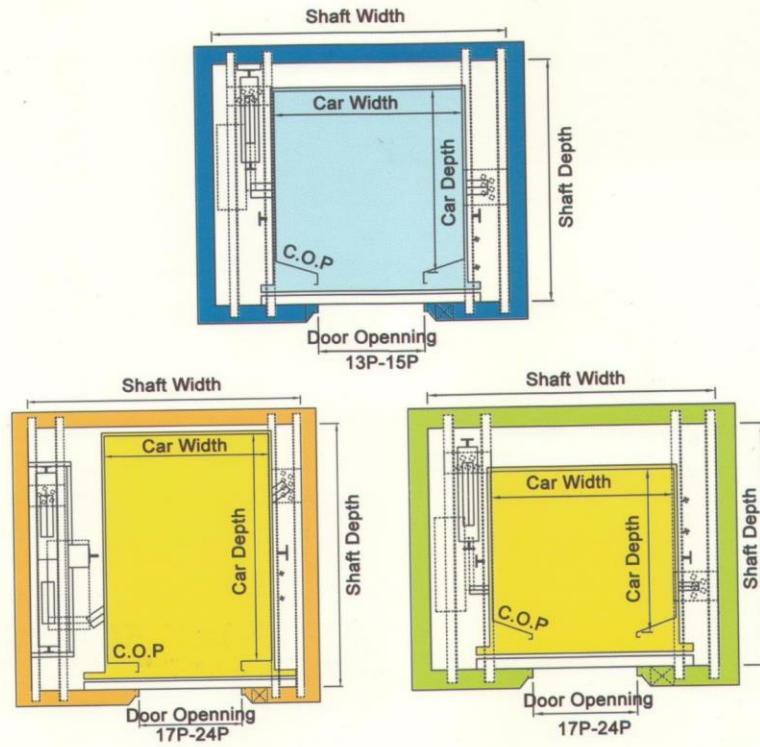 Shaft Width
Car Width
Car Depth
Shaft Depth
C.O.P
Door Openning
13P-15P
Shaft Width
Car Width
Car Depth
Shaft Depth
C.O.P
Door Openning
17P-24P
Shaft Width
Car Width
Car Depth
Shaft Depth
C.O.P
Door Openning
17P-24P